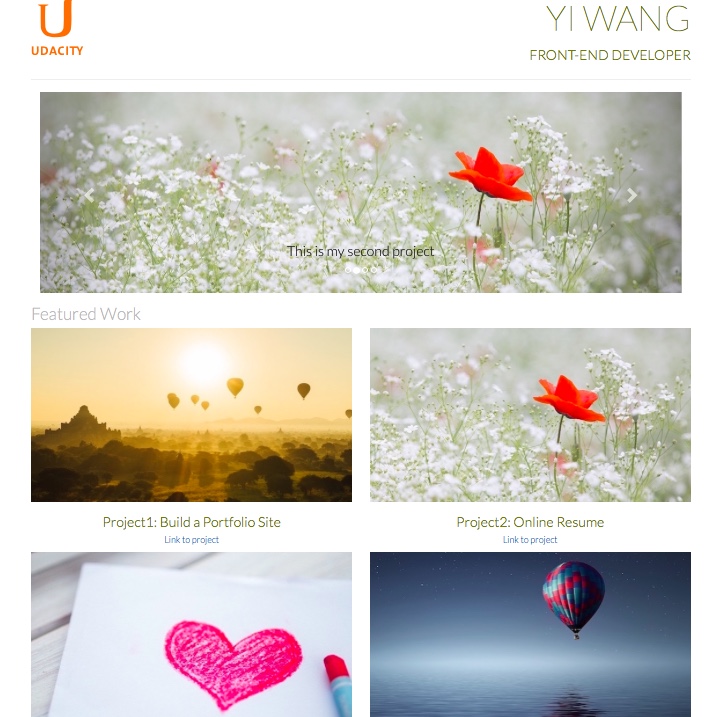 U
UDACITY
YI WANG
FRONT-END DEVELOPER
This is my second project
Featured Work
Project1: Build a Portfolio Site
Link to project
Project2: Online Resume
Link to project